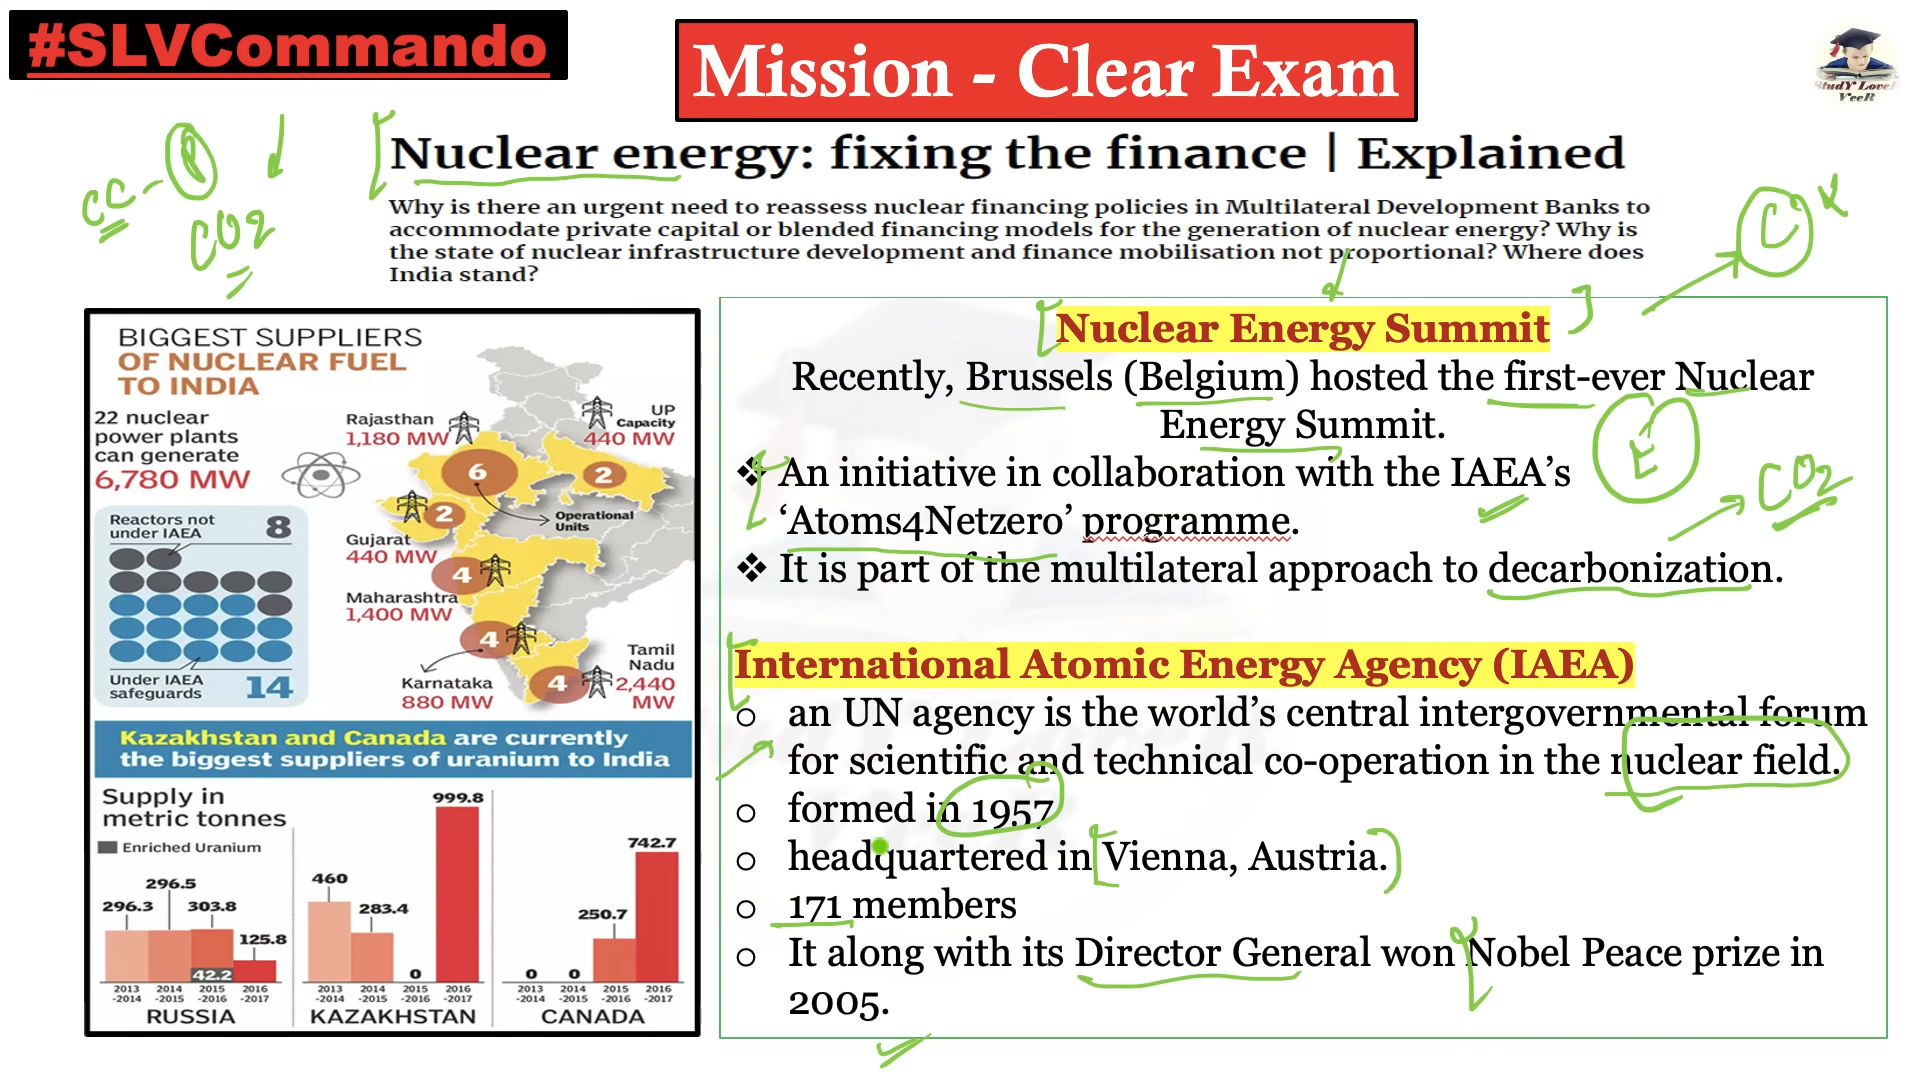 #SLVCommando
Mission - Clear Exam
StudY LoveR
VeeR
CC - P
CO2
Nuclear energy: fixing the finance | Explained
Why is there an urgent need to reassess nuclear financing policies in Multilateral Development Banks to
accommodate private capital or blended financing models for the generation of nuclear energy? Why is
the state of nuclear infrastructure development and finance mobilisation not proportional? Where does
India stand?
C
BIGGEST SUPPLIERS
OF NUCLEAR FUEL
TO INDIA
22 nuclear
power plants
can generate
6,780 MW
Rajasthan
1,180 MW
UP
Capacity
440 MW
6
2
2
Operational
Units
Gujarat
440 MW
4
Maharashtra
1,400 MW
4
Karnataka
880 MW
4
Tamil
Nadu
2,440
MW
Reactors not
under IAEA
8
Under IAEA
safeguards
14
Kazakhstan and Canada are currently
the biggest suppliers of uranium to India
Supply in
metric tonnes
Enriched Uranium
296.3
296.5
303.8
125.8
42.2
2013
-2014
2014
-2015
2015
-2016
2016
-2017
RUSSIA
460
283.4
0
999.8
2013
-2014
2014
-2015
2015
-2016
2016
-2017
KAZAKHSTAN
0
0
250.7
742.7
2013
-2014
2014
-2015
2015
-2016
2016
-2017
CANADA
Nuclear Energy Summit
Recently, Brussels (Belgium) hosted the first-ever Nuclear
Energy Summit.
E
CO2
❖ An initiative in collaboration with the IAEA’s
‘Atoms4Netzero’ programme.
❖ It is part of the multilateral approach to decarbonization.
International Atomic Energy Agency (IAEA)
o an UN agency is the world’s central intergovernmental forum
for scientific and technical co-operation in the nuclear field.
o formed in 1957
o headquartered in Vienna, Austria.
o 171 members
o It along with its Director General won Nobel Peace prize in
2005.